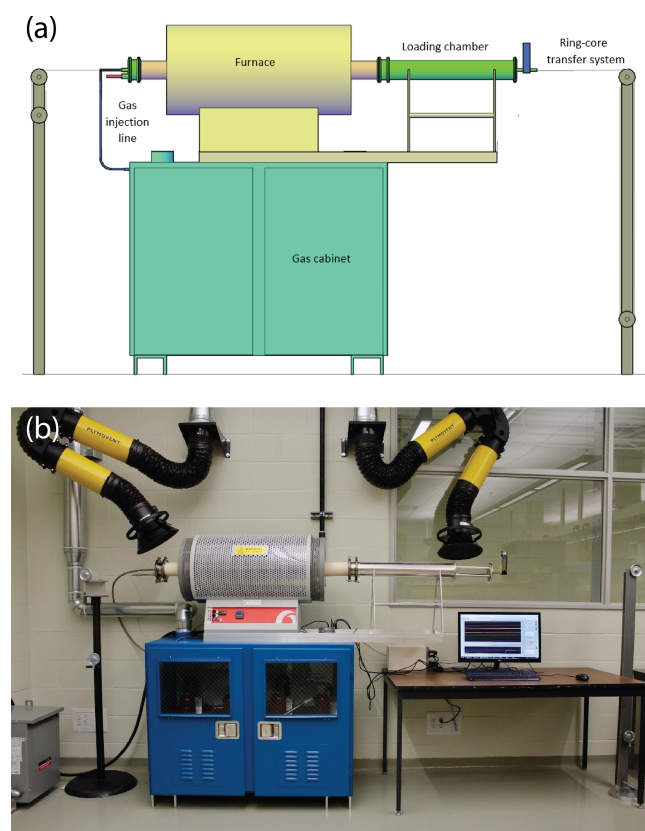 (a)
Furnace
Loading chamber
Ring-core
transfer system
Gas
injection
line
Gas cabinet
(b)
PLYMOVENT
PLYMOVENT